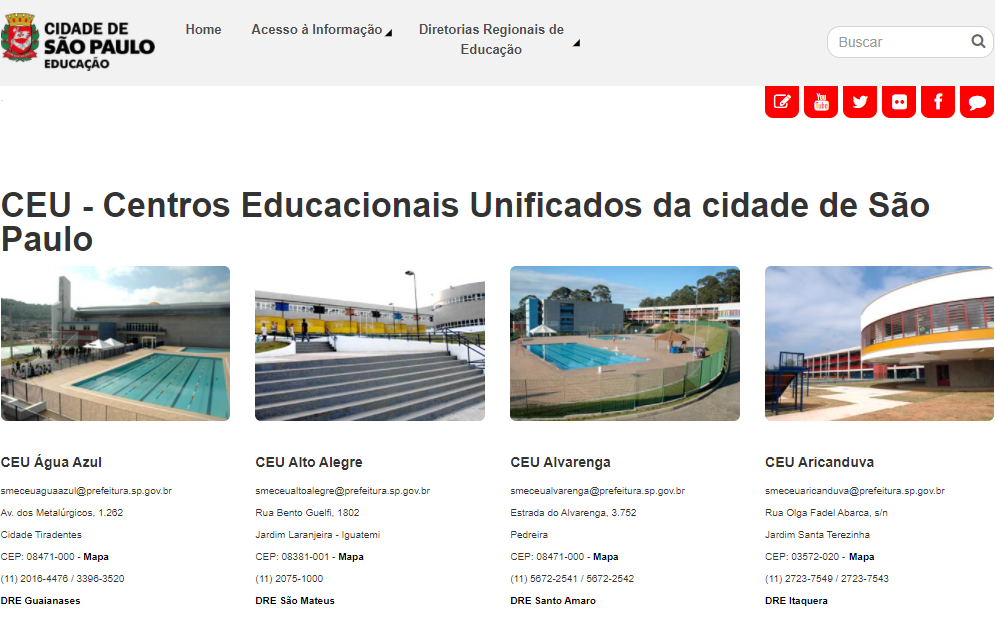 CIDADE DE
SÃO PAULO
EDUCAÇÃO
Home
Acesso à Informação
Diretorias Regionais de
Educação
Buscar
You
Tube
CEU - Centros Educacionais Unificados da cidade de São
Paulo
CEU Água Azul
smeceuaguaazul@prefeitura.sp.gov.br
Av. dos Metalúrgicos, 1.262
Cidade Tiradentes
CEP: 08471-000 - Mapa
(11) 2016-4476 / 3396-3520
DRE Guaianases
CEU Alto Alegre
smeceualtoalegre@prefeitura.sp.gov.br
Rua Bento Guelfi, 1802
Jardim Laranjeira - Iguatemi
CEP: 08381-001 - Mapa
(11) 2075-1000
DRE São Mateus
CEU Alvarenga
smeceualvarenga@prefeitura.sp.gov.br
Estrada do Alvarenga, 3.752
Pedreira
CEP: 08471-000 - Mapa
(11) 5672-2541 / 5672-2542
DRE Santo Amaro
CEU Aricanduva
smeceuaricanduva@prefeitura.sp.gov.br
Rua Olga Fadel Abarca, s/n
Jardim Santa Terezinha
CEP: 03572-020 - Mapa
(11) 2723-7549 / 2723-7543
DRE Itaquera